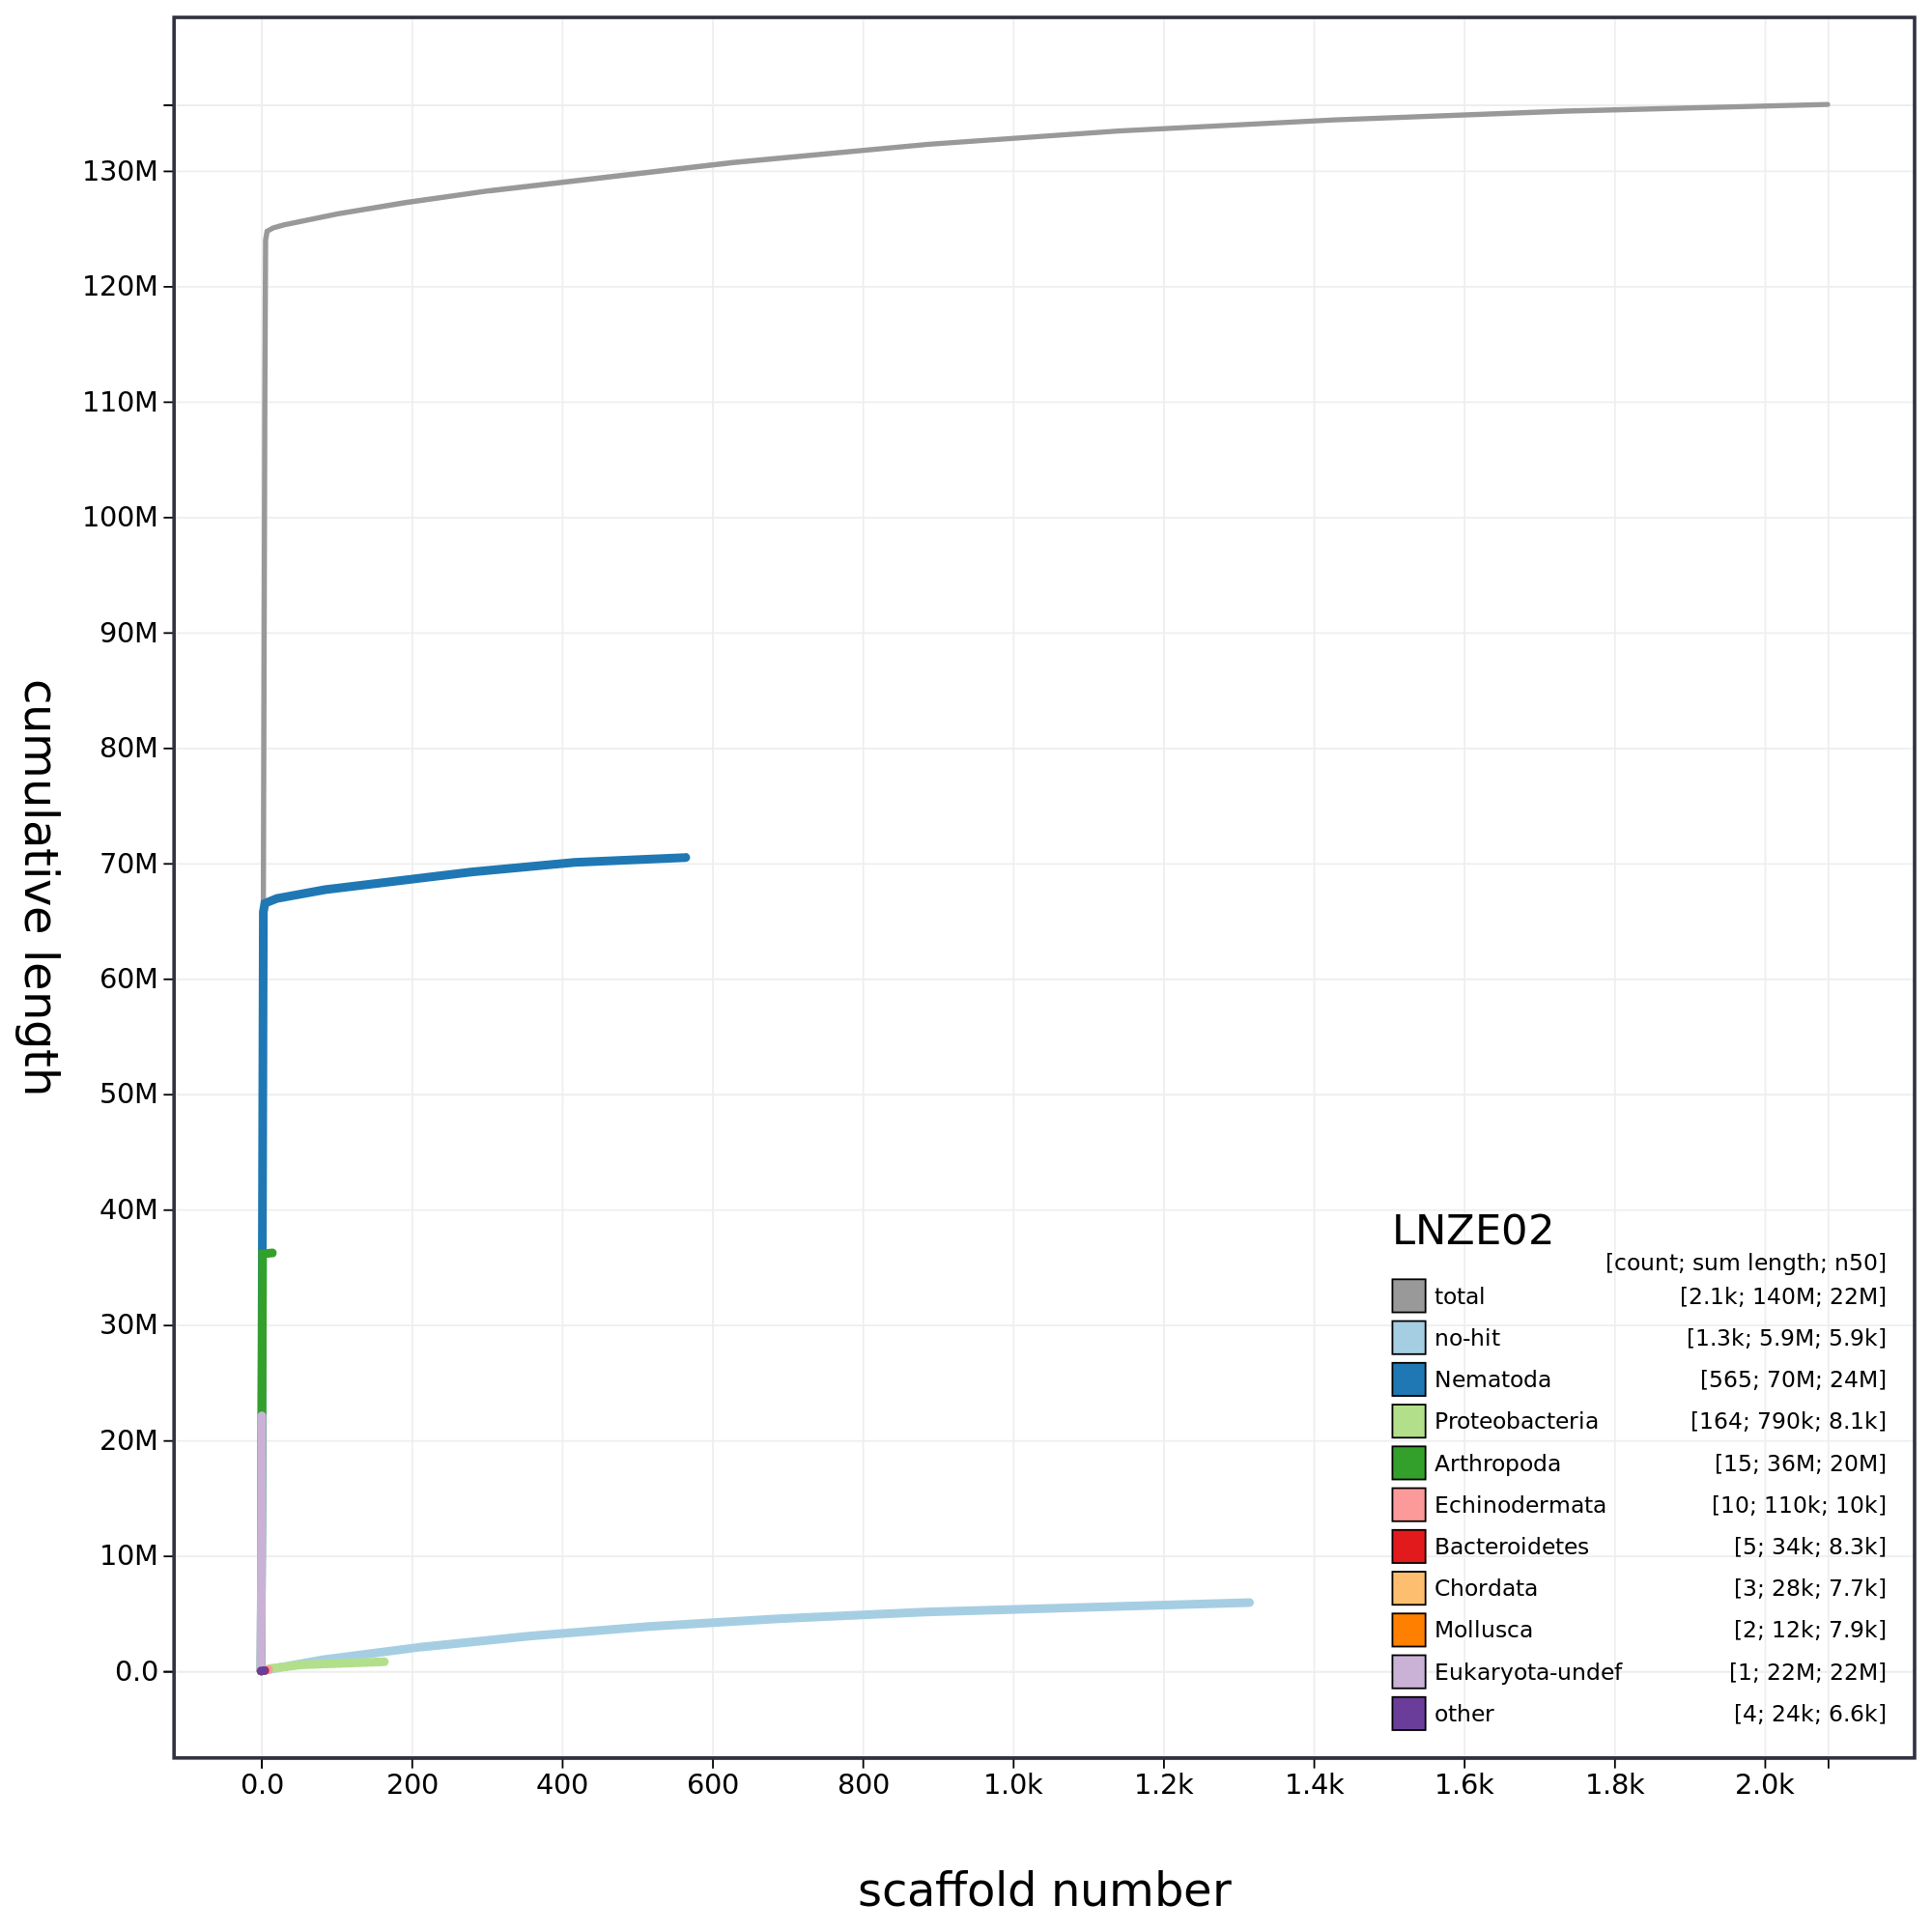 130M
120M
110M
100M
90M
80M
70M
60M
50M
40M
30M
20M
10M
0.0
cumulative length
LNZE02
[count; sum length; n50]
total [2.1k; 140M; 22M]
no-hit [1.3k; 5.9M; 5.9k]
Nematoda [565; 70M; 24M]
Proteobacteria [164; 790k; 8.1k]
Arthropoda [15; 36M; 20M]
Echinodermata [10; 110k; 10k]
Bacteroidetes [5; 34k; 8.3k]
Chordata [3; 28k; 7.7k]
Mollusca [2; 12k; 7.9k]
Eukaryota-undef [1; 22M; 22M]
other [4; 24k; 6.6k]
0.0 200 400 600 800 1.0k 1.2k 1.4k 1.6k 1.8k 2.0k
scaffold number